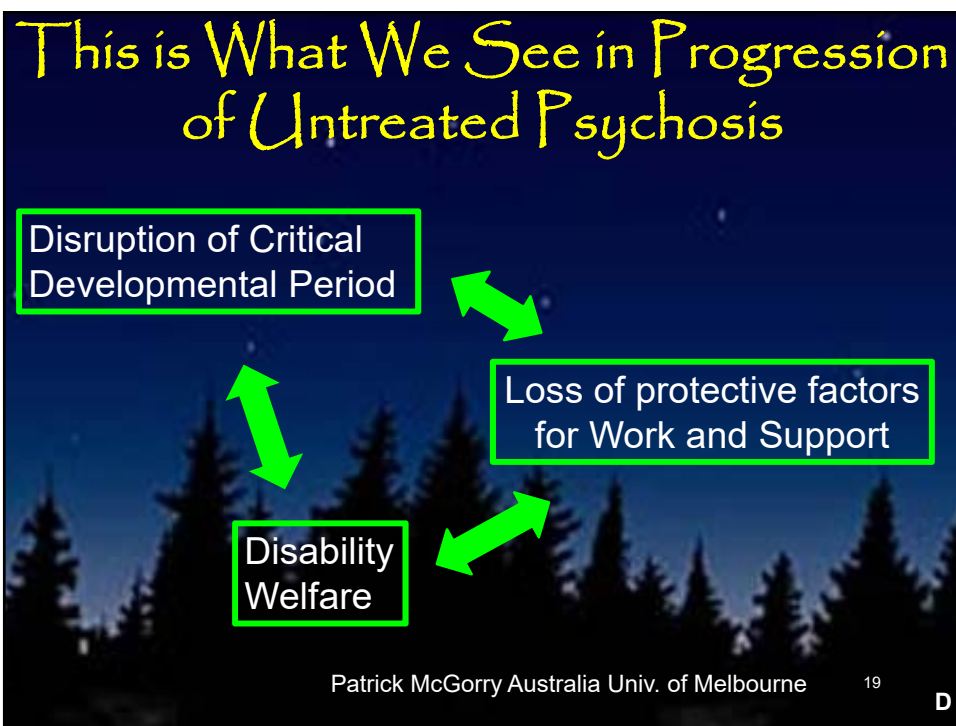 This is What We See in Progression
of Untreated Psychosis
Disruption of Critical
Developmental Period
Loss of protective factors
for Work and Support
Disability
Welfare
Patrick McGorry Australia Univ. of Melbourne 19
D